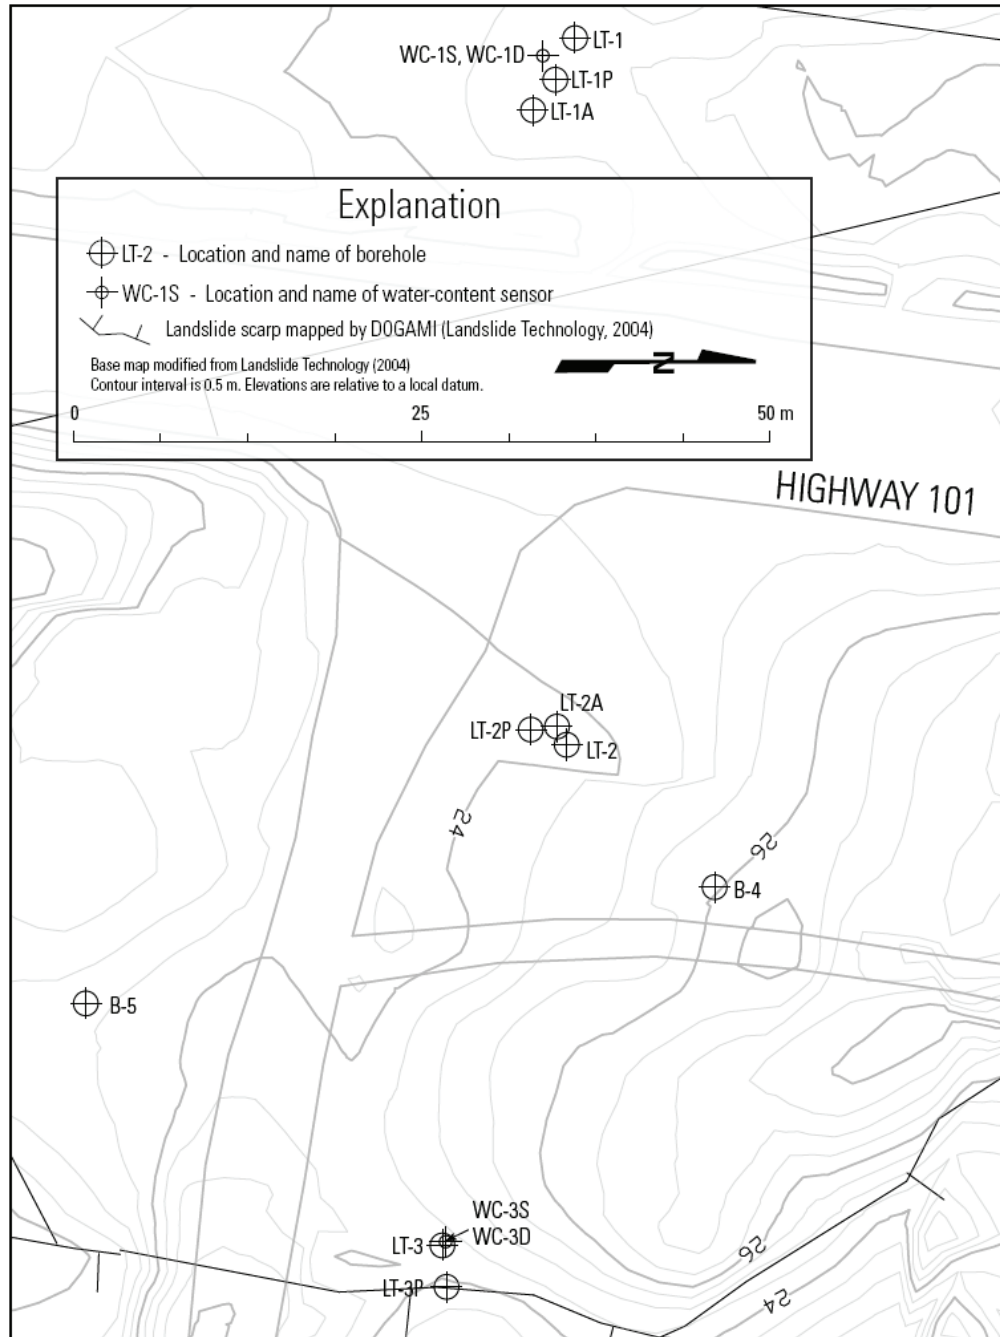 LT-1
WC-1S, WC-1D
LT-1P
LT-1A
Explanation
LT-2 - Location and name of borehole
WC-1S - Location and name of water-content sensor
Landslide scarp mapped by DOGAMI (Landslide Technology, 2004)
Base map modified from Landslide Technology (2004)
Contour interval is 0.5 m. Elevations are relative to a local datum.
N
0 25 50 m
HIGHWAY 101
LT-2A
LT-2P
LT-2
24
26
B-4
B-5
WC-3S
WC-3D
LT-3
26
LT-3P
24